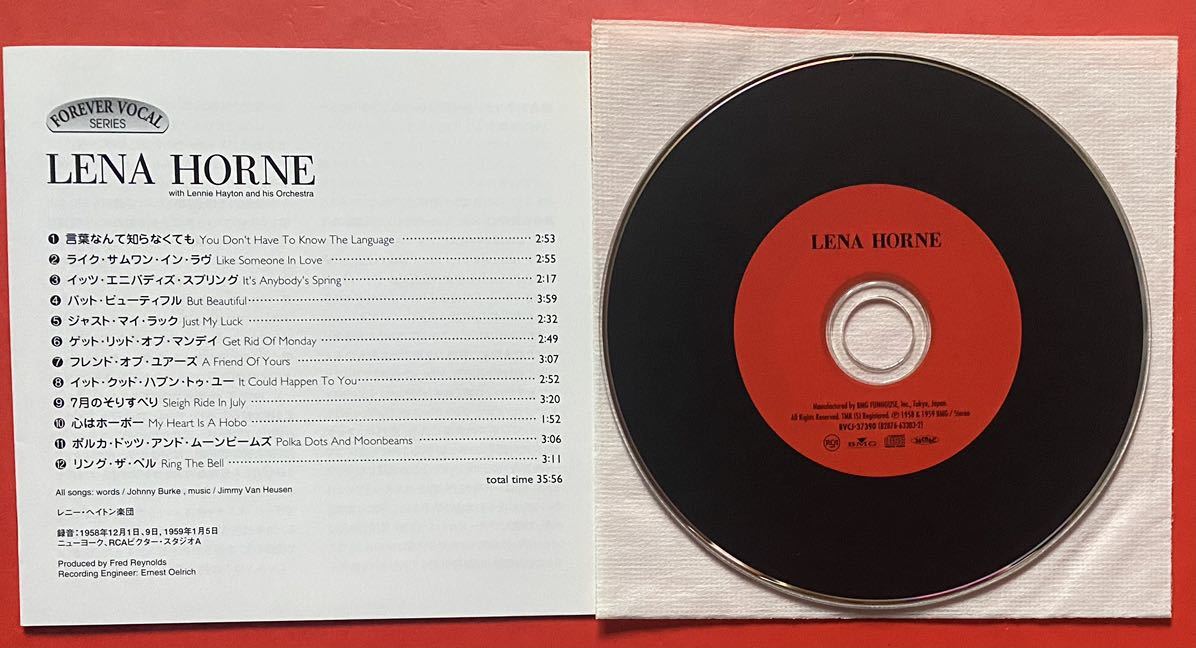 FOREVER VOCAL
SERIES
LENA HORNE
with Lennie Hayton and his Orchestra
❶ 言葉なんて知らなくても You Don't Have To Know The Language ………… 2:53
❷ ライク・サムワン・イン・ラヴ Like Someone In Love ………… 2:55
❸ イッツ・エニバディズ・スプリング It's Anybody's Spring ………… 2:17
❹ バット・ビューティフル But Beautiful ………… 3:59
❺ ジャスト・マイ・ラック Just My Luck ………… 2:32
❻ ゲット・リッド・オブ・マンデイ Get Rid Of Monday ………… 2:49
❼ フレンド・オブ・ユアーズ A Friend Of Yours ………… 3:07
❽ イット・クッド・ハプン・トゥ・ユー It Could Happen To You ………… 2:52
❾ 7月のそりすべり Sleigh Ride In July ………… 3:20
❿ 心はホーボー My Heart Is A Hobo ………… 1:52
⓫ ポルカ・ドッツ・アンド・ムーンビームズ Polka Dots And Moonbeams ………… 3:06
⓬ リング・ザ・ベル Ring The Bell ………… 3:11
total time 35:56
All songs: words / Johnny Burke , music / Jimmy Van Heusen
レニー・ヘイトン楽団
録音：1958年12月1日、9日、1959年1月5日
ニューヨーク、RCAビクター・スタジオA
Produced by Fred Reynolds
Recording Engineer: Ernest Oelrich
LENA HORNE
Manufactured by BMG FUNHOUSE, Inc., Tokyo, Japan.
All Rights Reserved. TMK (S) Registered. ℗ 1958 & 1959 BMG / Stereo
BVCJ-37390 (82876-63303-2)
RCA BMG